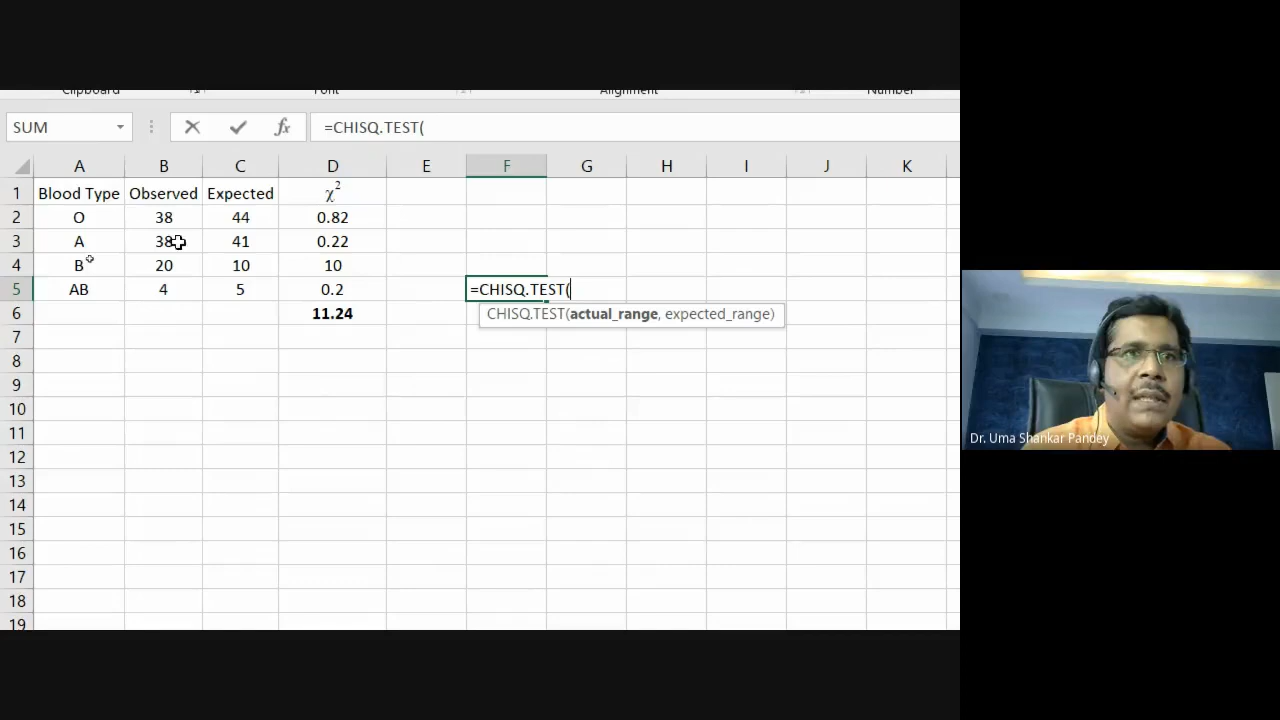 Clipboard Font Alignment Number
SUM fx =CHISQ.TEST(
A B C D E F G H I J K
1 Blood Type Observed Expected χ²
2 O 38 44 0.82
3 A 38 41 0.22
4 B 20 10 10
5 AB 4 5 0.2 =CHISQ.TEST(
6 11.24 CHISQ.TEST(actual_range, expected_range)
7
8
9
10
11
12
13
14
15
16
17
18
19
Dr. Uma Shankar Pandey